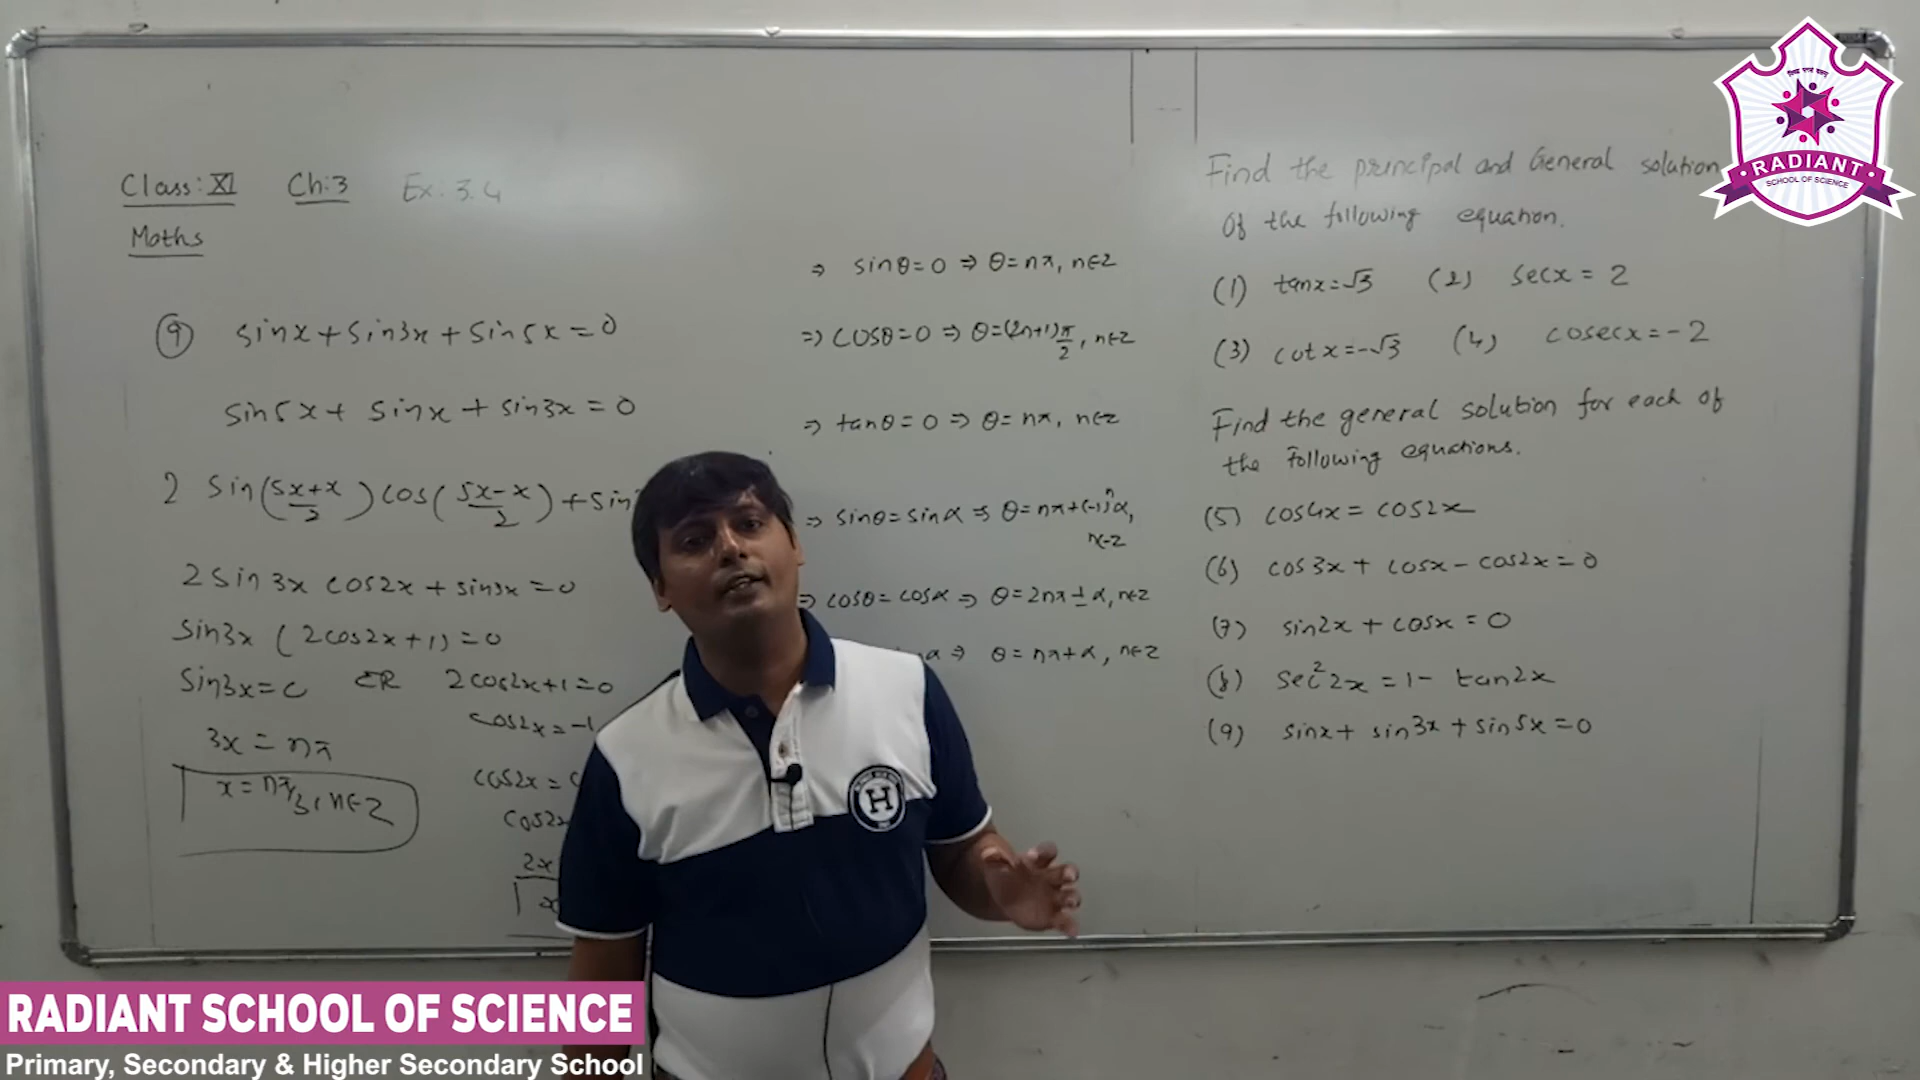 Class: XI Ch:3 Ex: 3.4
Maths
(9) sinx + sin3x + sin5x = 0
sin5x + sinx + sin3x = 0
2 sin(5x+x/2) cos(5x-x/2) + sin
2 sin 3x cos2x + sin3x = 0
sin3x (2cos2x+1) = 0
sin3x = 0 OR 2cos2x+1=0
cos2x = -1
3x = nπ
x = nπ/3, n∈Z
cos2x = c
cos2x
2x
x
⇒ sinθ = 0 ⇒ θ = nπ, n∈Z
⇒ cosθ = 0 ⇒ θ = (2n+1)π/2, n∈Z
⇒ tanθ = 0 ⇒ θ = nπ, n∈Z
⇒ sinθ = sinα ⇒ θ = nπ+(-1)ⁿα,
n∈Z
⇒ cosθ = cosα ⇒ θ = 2nπ ± α, n∈Z
α ⇒ θ = nπ+α, n∈Z
Find the principal and General solution
Of the following equation.
(1) tanx = √3 (2) secx = 2
(3) cotx = -√3 (4) cosecx = -2
Find the general solution for each of
the following equations.
(5) cos4x = cos2x
(6) cos3x + cosx - cos2x = 0
(7) sin2x + cosx = 0
(8) sec²2x = 1- tan2x
(9) sinx + sin3x + sin5x = 0
RADIANT
SCHOOL OF SCIENCE
H
RADIANT SCHOOL OF SCIENCE
Primary, Secondary & Higher Secondary School